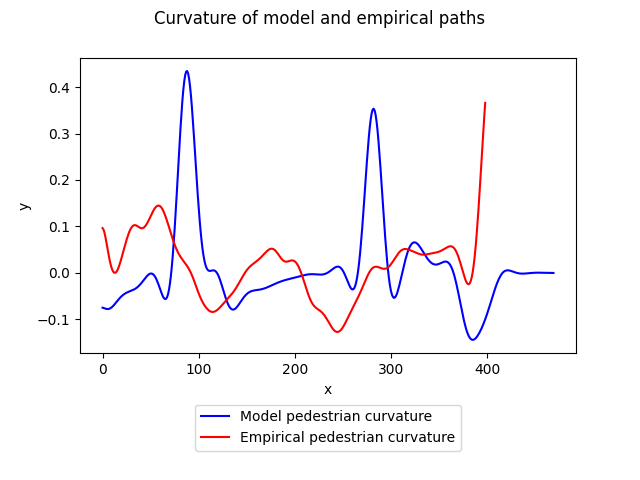 Curvature of model and empirical paths
0.4
0.3
0.2
0.1
0.0
−0.1
y
0 100 200 300 400
x
Model pedestrian curvature
Empirical pedestrian curvature